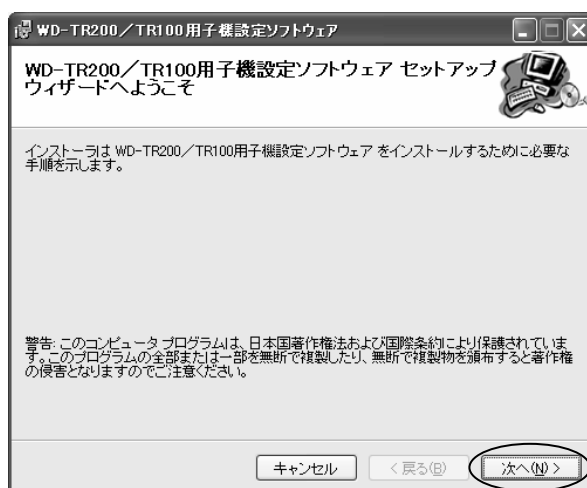 WD-TR200／TR100用子機設定ソフトウェア
WD-TR200／TR100用子機設定ソフトウェア セットアップ
ウィザードへようこそ
インストーラは WD-TR200／TR100用子機設定ソフトウェア をインストールするために必要な
手順を示します。
警告: このコンピュータ プログラムは、日本国著作権法および国際条約により保護されていま
す。このプログラムの全部または一部を無断で複製したり、無断で複製物を頒布すると著作権
の侵害となりますのでご注意ください。
キャンセル
< 戻る(B)
次へ(N) >